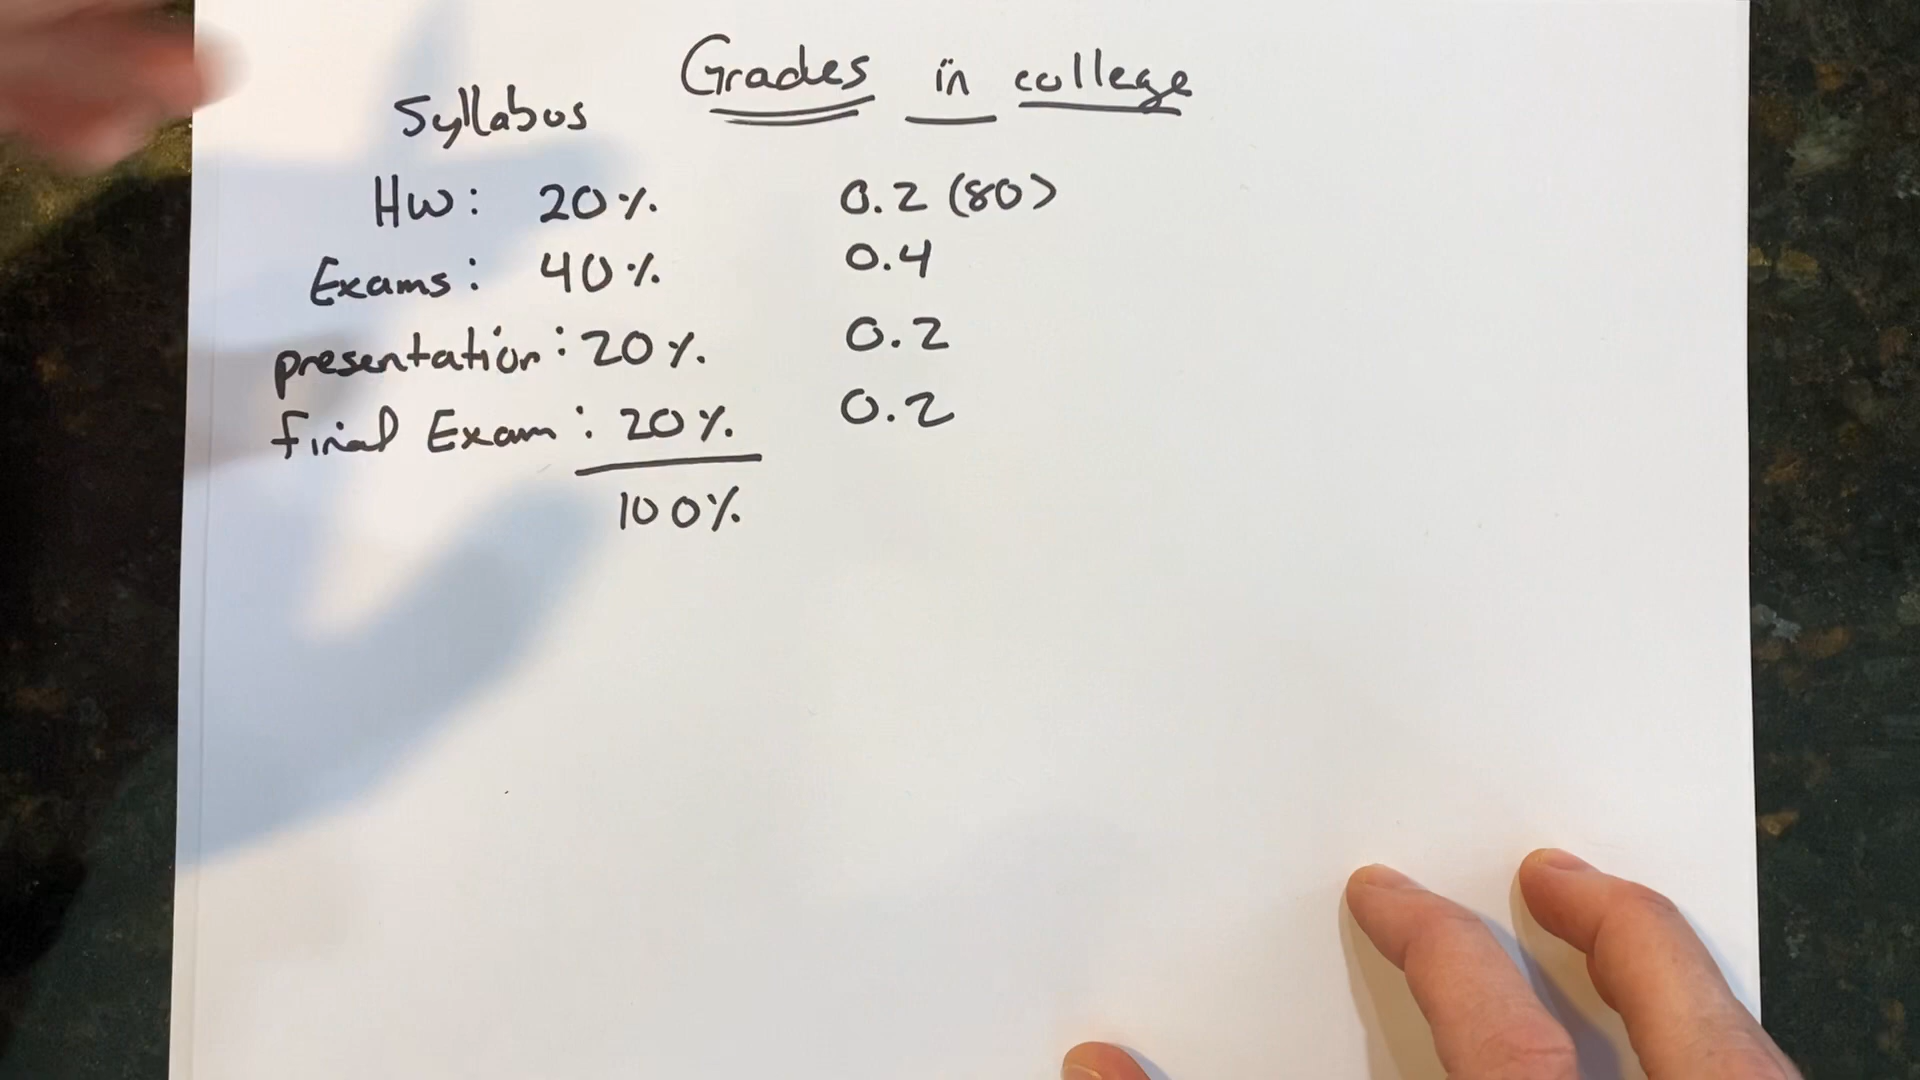 Grades in college
Syllabus
HW: 20% 0.2 (80)
Exams: 40% 0.4
presentation: 20% 0.2
final Exam: 20% 0.2
100%